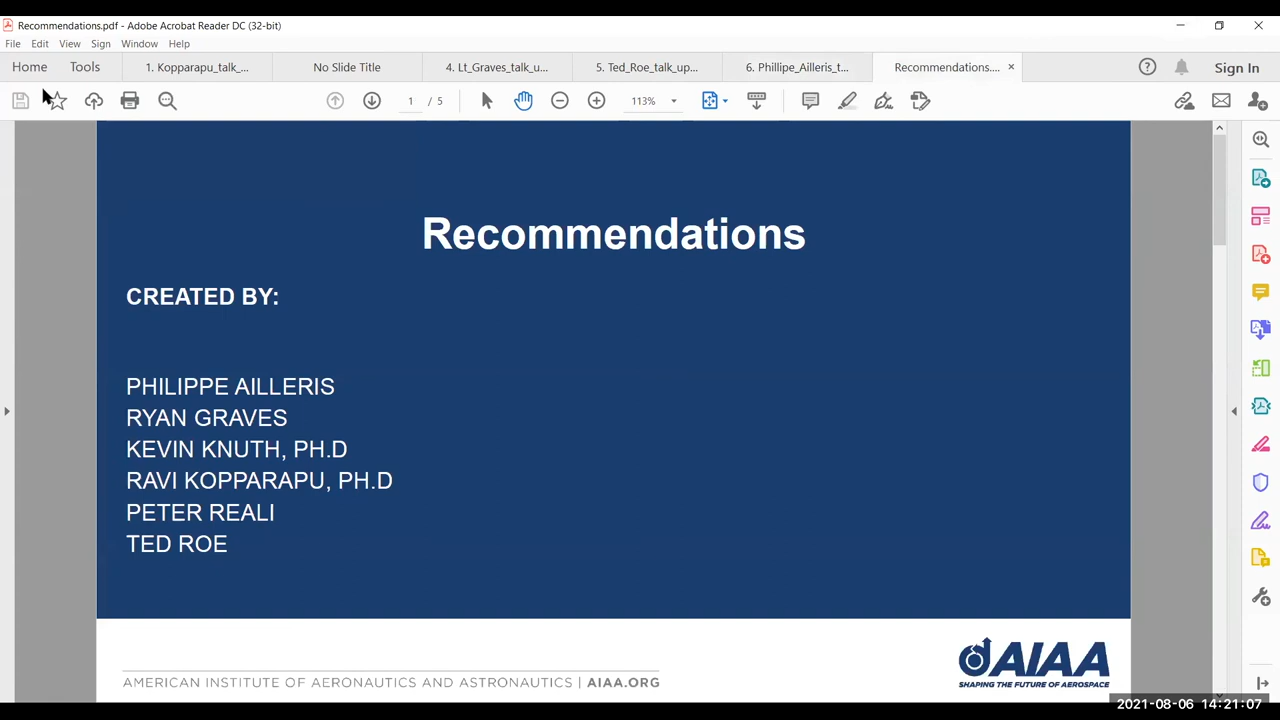 Recommendations.pdf - Adobe Acrobat Reader DC (32-bit)
File Edit View Sign Window Help
Home Tools 1. Kopparapu_talk_... No Slide Title 4. Lt_Graves_talk_u... 5. Ted_Roe_talk_up... 6. Phillipe_Ailleris_t... Recommendations.... × Sign In
1 / 5 113%
Recommendations
CREATED BY:
PHILIPPE AILLERIS
RYAN GRAVES
KEVIN KNUTH, PH.D
RAVI KOPPARAPU, PH.D
PETER REALI
TED ROE
AMERICAN INSTITUTE OF AERONAUTICS AND ASTRONAUTICS | AIAA.ORG
AIAA
SHAPING THE FUTURE OF AEROSPACE
2021-08-06 14:21:07